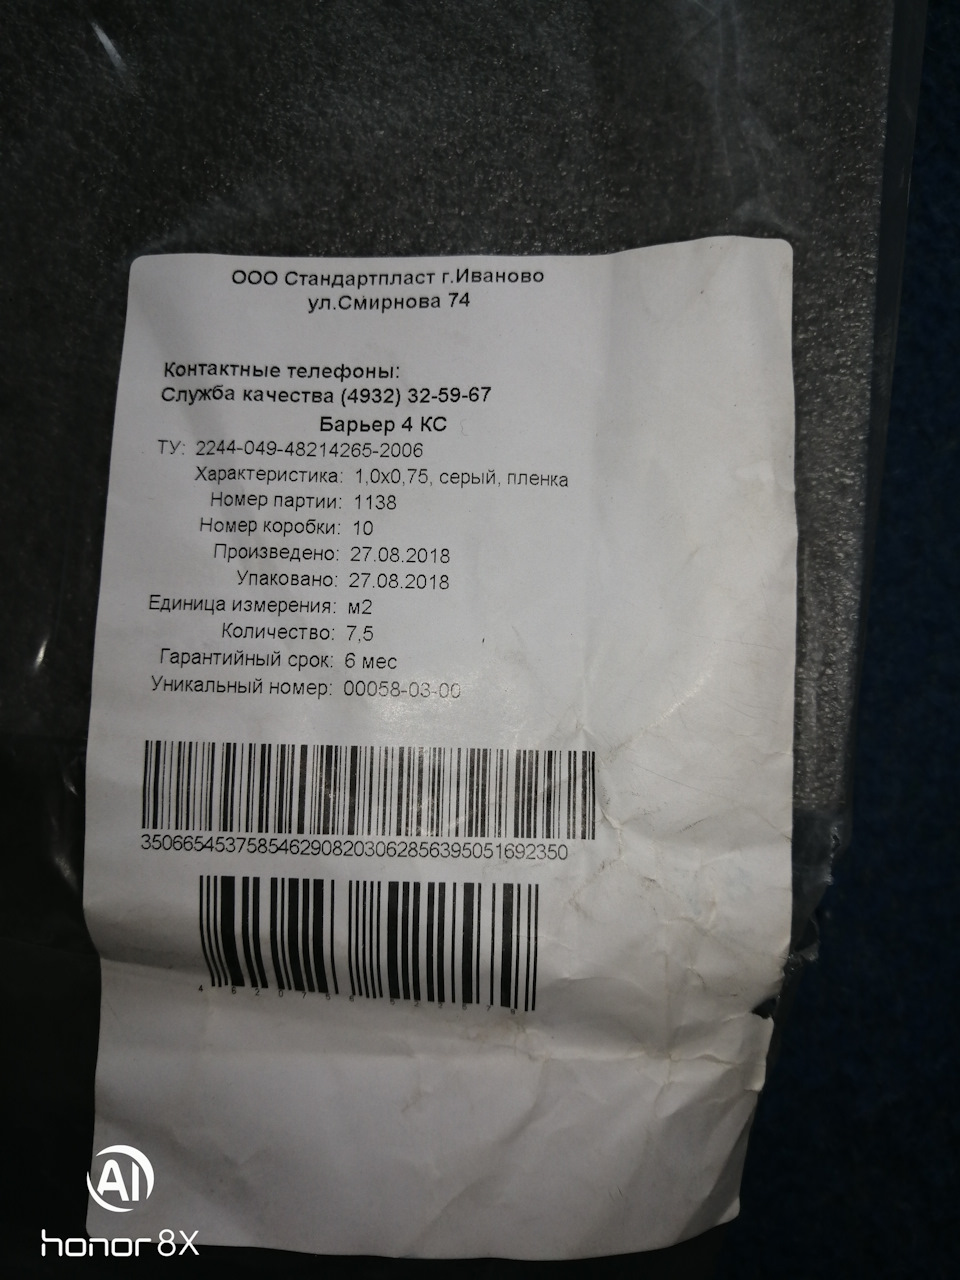 ООО Стандартпласт г.Иваново
ул.Смирнова 74
Контактные телефоны:
Служба качества (4932) 32-59-67
Барьер 4 КС
ТУ: 2244-049-48214265-2006
Характеристика: 1,0х0,75, серый, пленка
Номер партии: 1138
Номер коробки: 10
Произведено: 27.08.2018
Упаковано: 27.08.2018
Единица измерения: м2
Количество: 7,5
Гарантийный срок: 6 мес
Уникальный номер: 00058-03-00
3506654537585462908203062856395051692350
AI
honor 8X